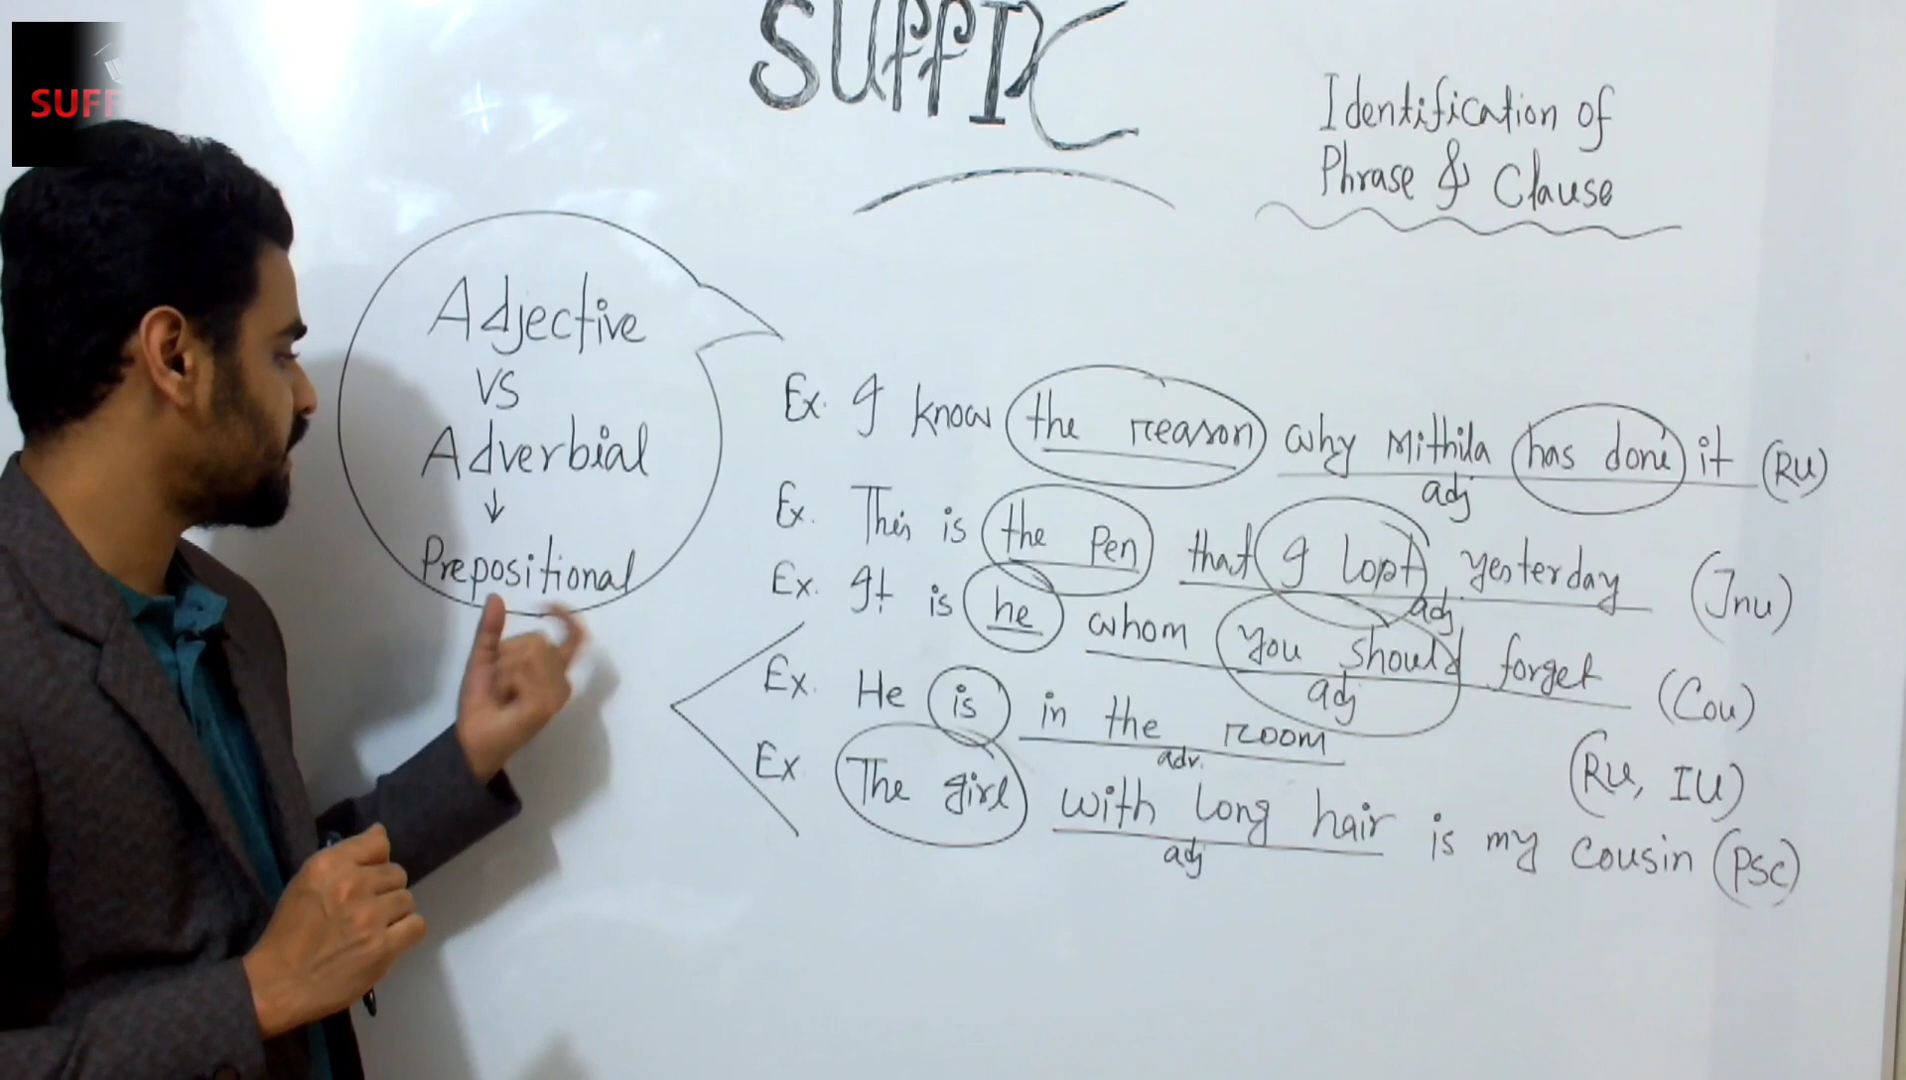 SUFFIX
SUFF
Identification of
Phrase & Clause
Adjective
VS
Adverbial
↓
Prepositional
Ex. I know the reason why Mithila has done it (RU)
adj
Ex. This is the pen that I lost yesterday (Jnu)
adj
Ex. It is he whom you should forget (Cou)
adj
Ex. He is in the room (RU, IU)
adv.
Ex The girl with long hair is my cousin (PSC)
adj